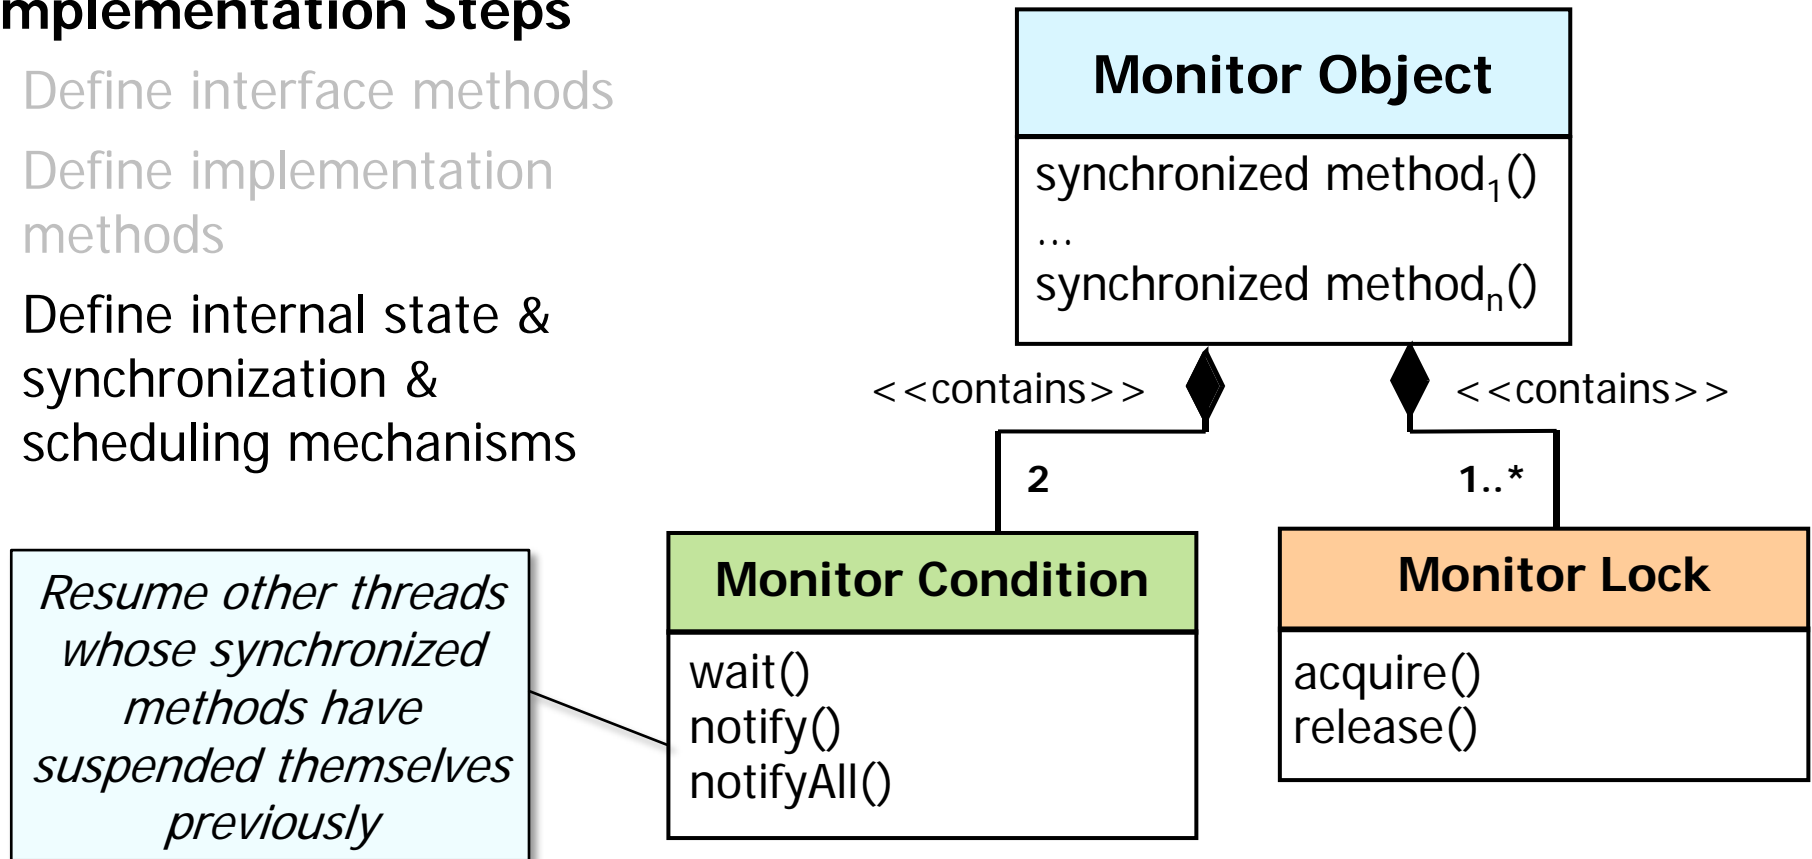 mplementation Steps
Define interface methods
Define implementation
methods
Define internal state &
synchronization &
scheduling mechanisms
Resume other threads
whose synchronized
methods have
suspended themselves
previously
Monitor Object
synchronized method₁()
...
synchronized methodₙ()
<<contains>>
<<contains>>
2
1..*
Monitor Condition
wait()
notify()
notifyAll()
Monitor Lock
acquire()
release()